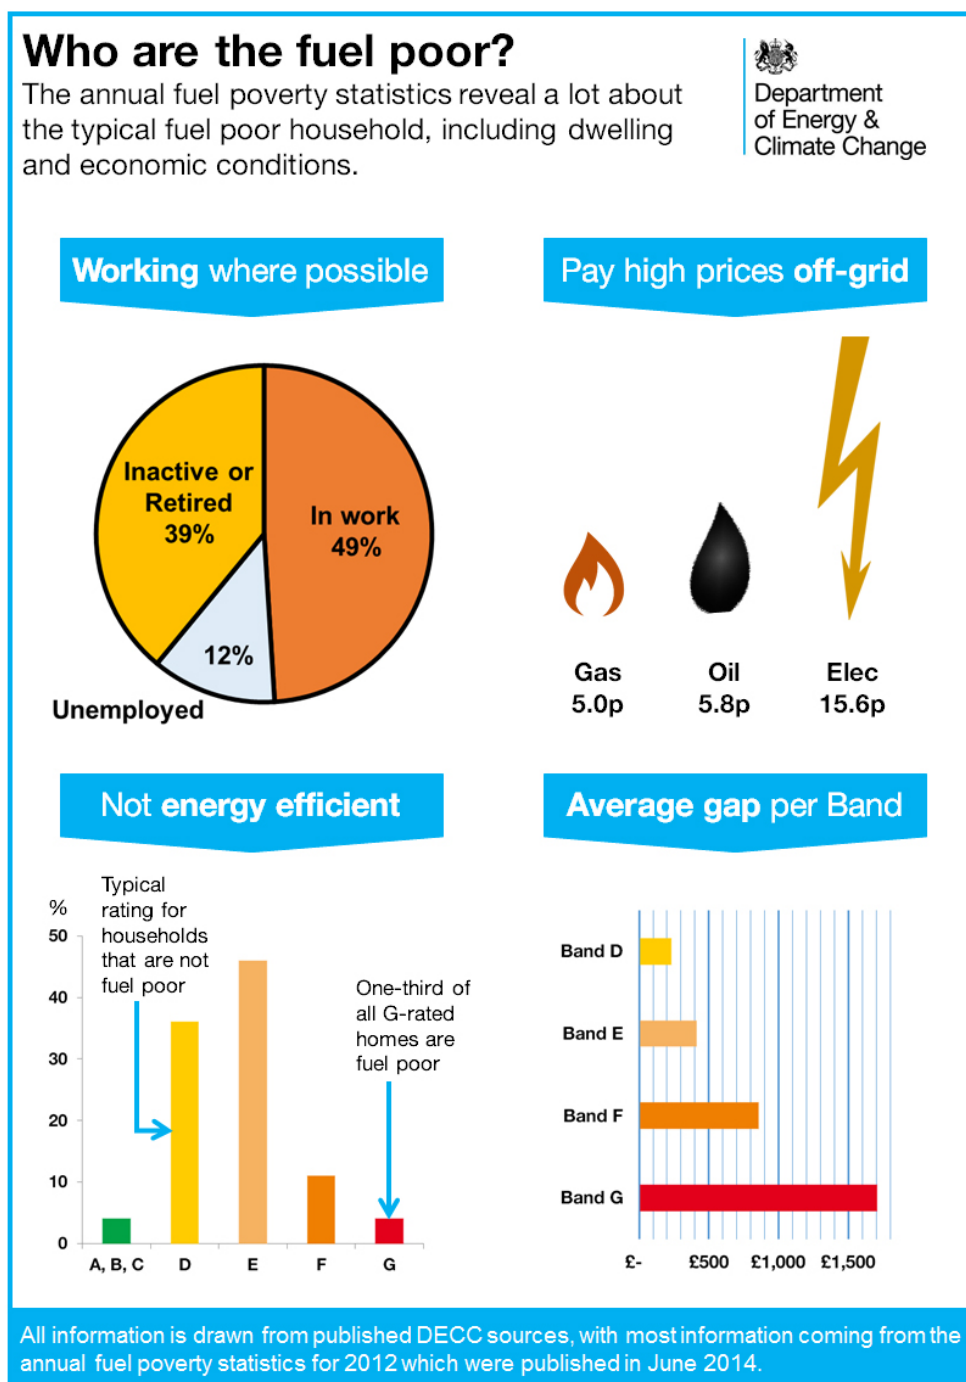 Who are the fuel poor?
The annual fuel poverty statistics reveal a lot about
the typical fuel poor household, including dwelling
and economic conditions.
Department
of Energy &
Climate Change
Working where possible
Inactive or
Retired
39%
In work
49%
12%
Unemployed
Pay high prices off-grid
Gas
5.0p
Oil
5.8p
Elec
15.6p
Not energy efficient
Typical
rating for
households
that are not
fuel poor
One-third of
all G-rated
homes are
fuel poor
%
50
40
30
20
10
0
A, B, C D E F G
Average gap per Band
Band D
Band E
Band F
Band G
£- £500 £1,000 £1,500
All information is drawn from published DECC sources, with most information coming from the
annual fuel poverty statistics for 2012 which were published in June 2014.